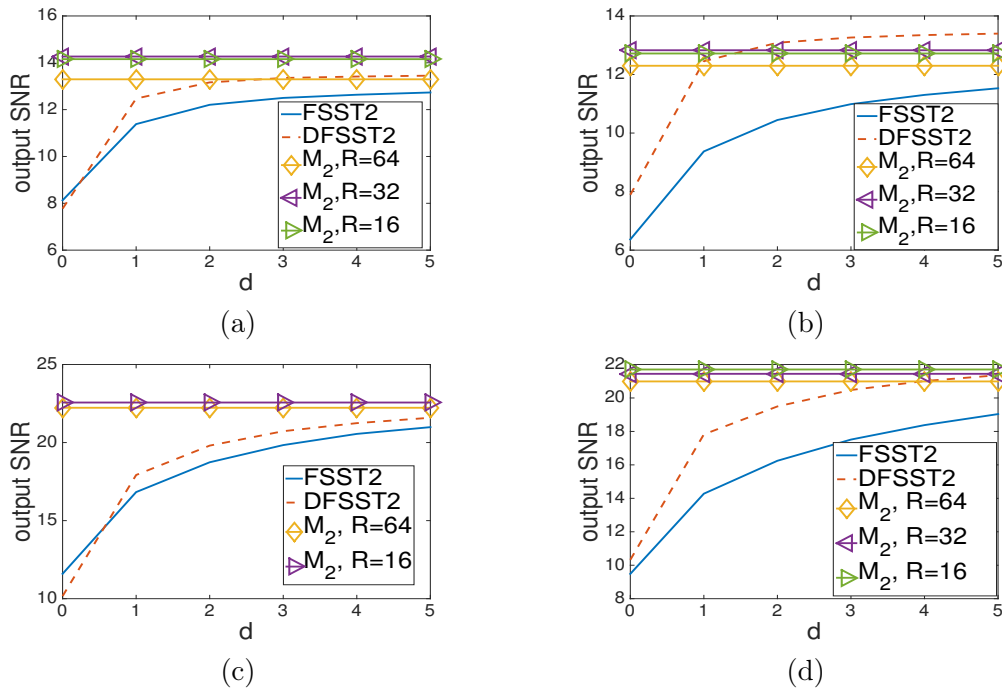 16
14
12
10
8
6
output SNR
0 1 2 3 4 5
d
FSST2
DFSST2
M2,R=64
M2,R=32
M2,R=16
(a)
14
12
10
8
6
output SNR
0 1 2 3 4 5
d
FSST2
DFSST2
M2,R=64
M2,R=32
M2,R=16
(b)
25
20
15
10
output SNR
0 1 2 3 4 5
d
FSST2
DFSST2
M2, R=64
M2, R=16
(c)
22
20
18
16
14
12
10
8
output SNR
0 1 2 3 4 5
d
FSST2
DFSST2
M2, R=64
M2, R=32
M2, R=16
(d)